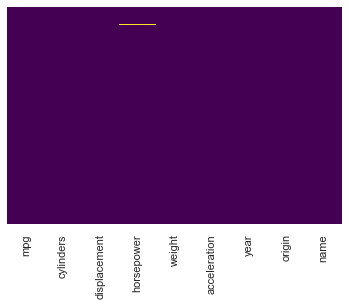 mpg
cylinders
displacement
horsepower
weight
acceleration
year
origin
name